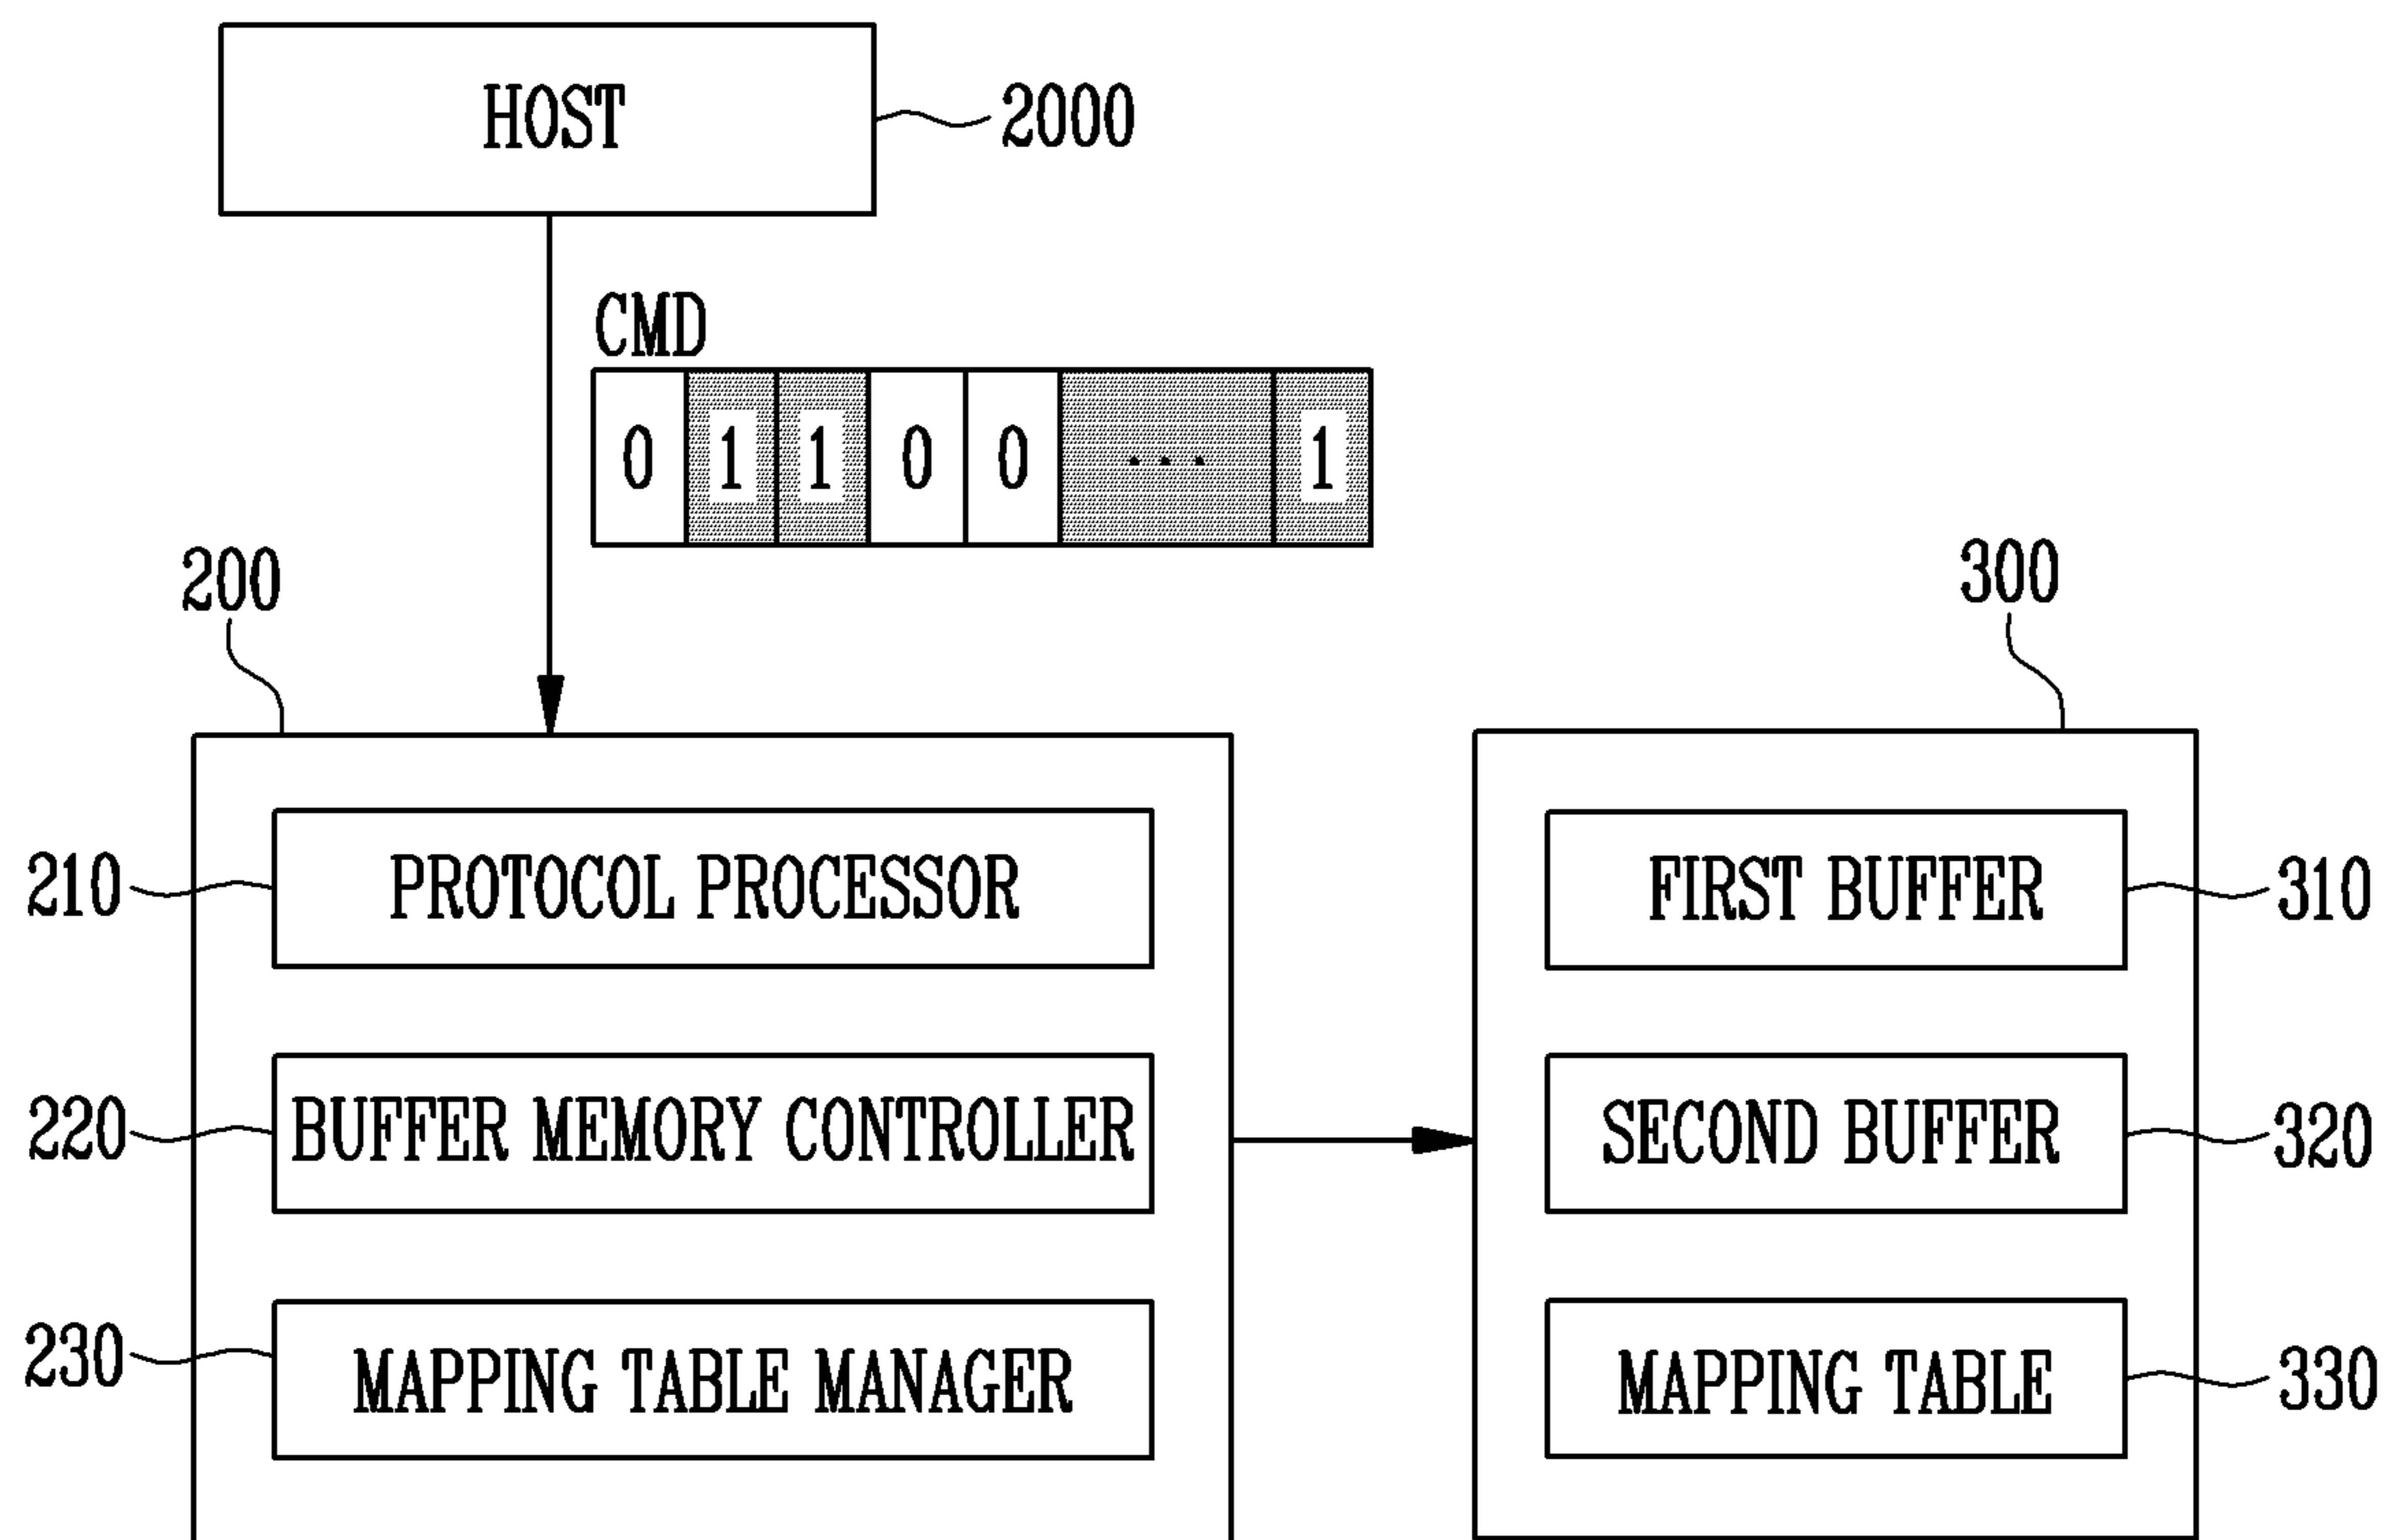 HOST
2000
CMD
0 1 1 0 0 ... 1
200
300
210
PROTOCOL PROCESSOR
FIRST BUFFER
310
220
BUFFER MEMORY CONTROLLER
SECOND BUFFER
320
230
MAPPING TABLE MANAGER
MAPPING TABLE
330